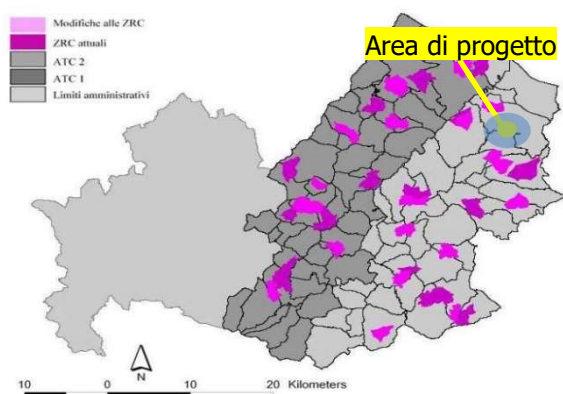 Modifiche alle ZRC
ZRC attuali
ATC 2
ATC 1
Limiti amministrativi
Area di progetto
N
10 0 10 20 Kilometers